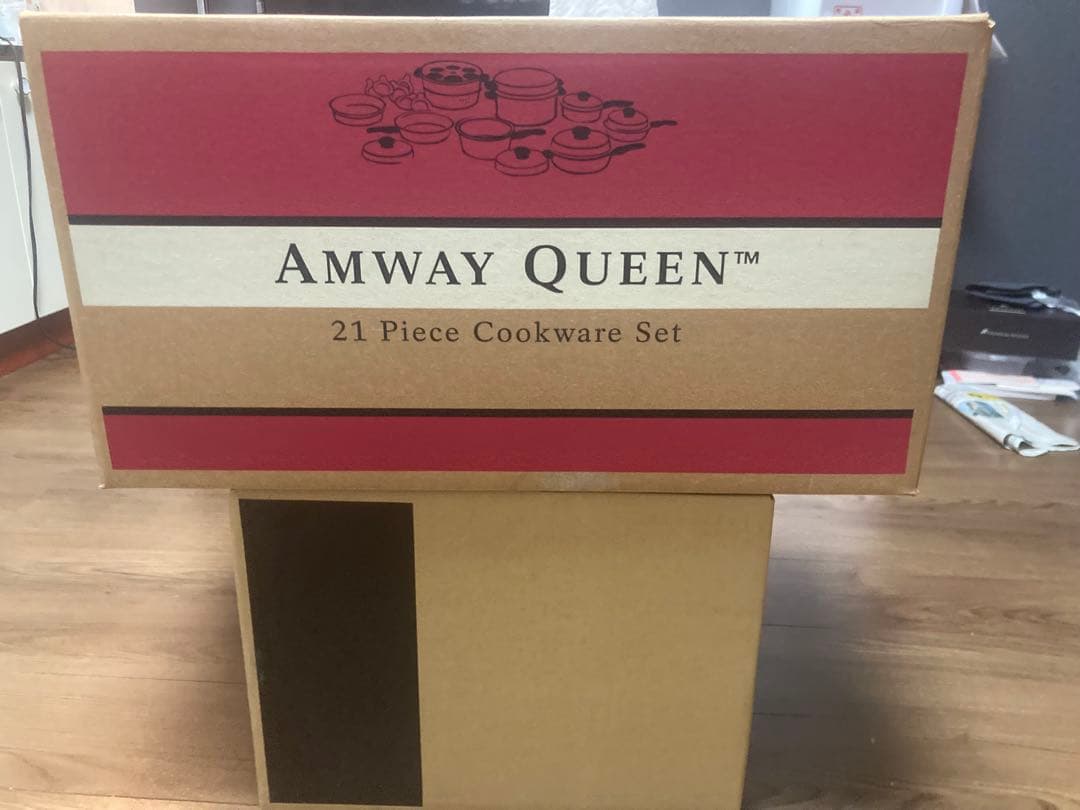 AMWAY QUEEN™
21 Piece Cookware Set